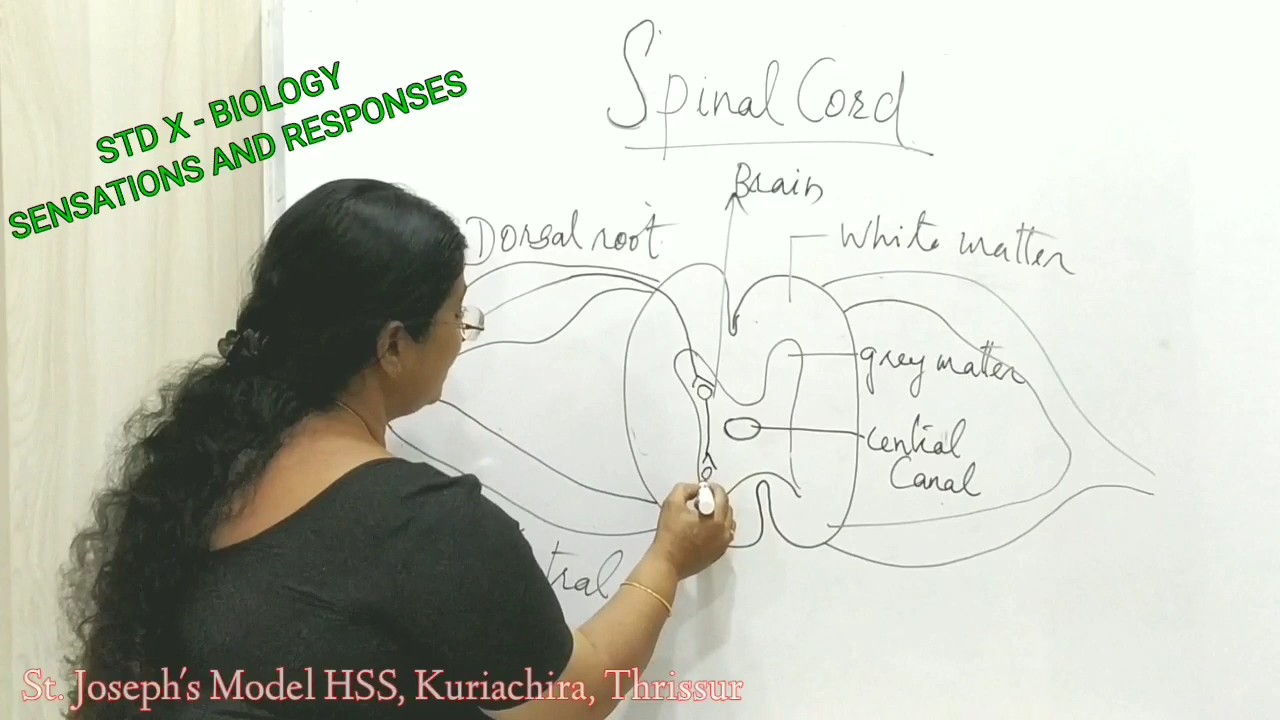 STD X - BIOLOGY
SENSATIONS AND RESPONSES
Spinal Cord
Brain
Dorsal root
White matter
grey matter
Central
Canal
tral
St. Joseph's Model HSS, Kuriachira, Thrissur